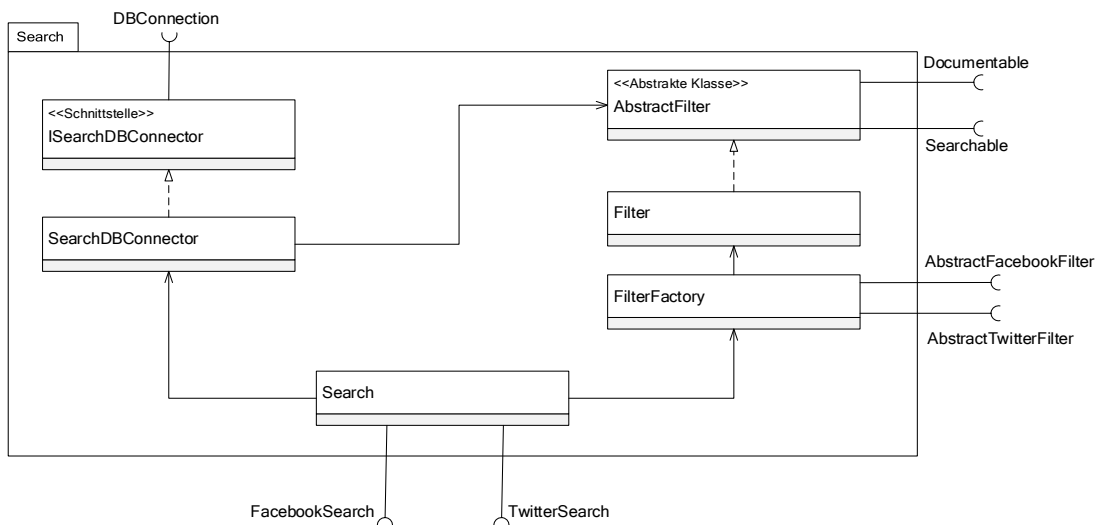 DBConnection
Search
Documentable
<<Abstrakte Klasse>>
AbstractFilter
<<Schnittstelle>>
ISearchDBConnector
Searchable
Filter
SearchDBConnector
AbstractFacebookFilter
FilterFactory
AbstractTwitterFilter
Search
FacebookSearch
TwitterSearch